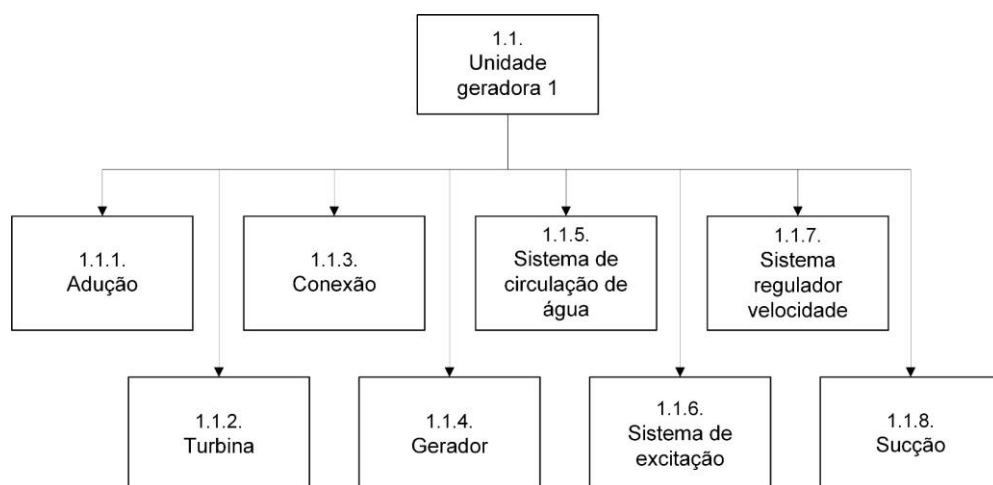 1.1.
Unidade
geradora 1
1.1.1.
Adução
1.1.3.
Conexão
1.1.5.
Sistema de
circulação de
água
1.1.7.
Sistema
regulador
velocidade
1.1.2.
Turbina
1.1.4.
Gerador
1.1.6.
Sistema de
excitação
1.1.8.
Sucção